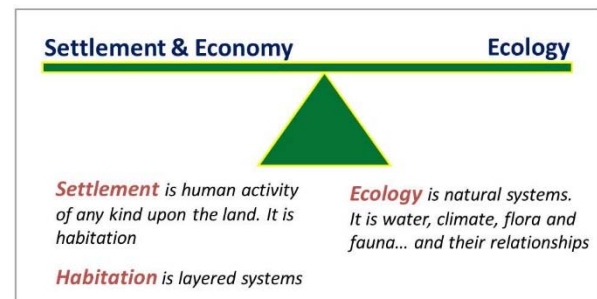 Settlement & Economy
Ecology
Settlement is human activity
of any kind upon the land. It is
habitation
Habitation is layered systems
Ecology is natural systems.
It is water, climate, flora and
fauna... and their relationships